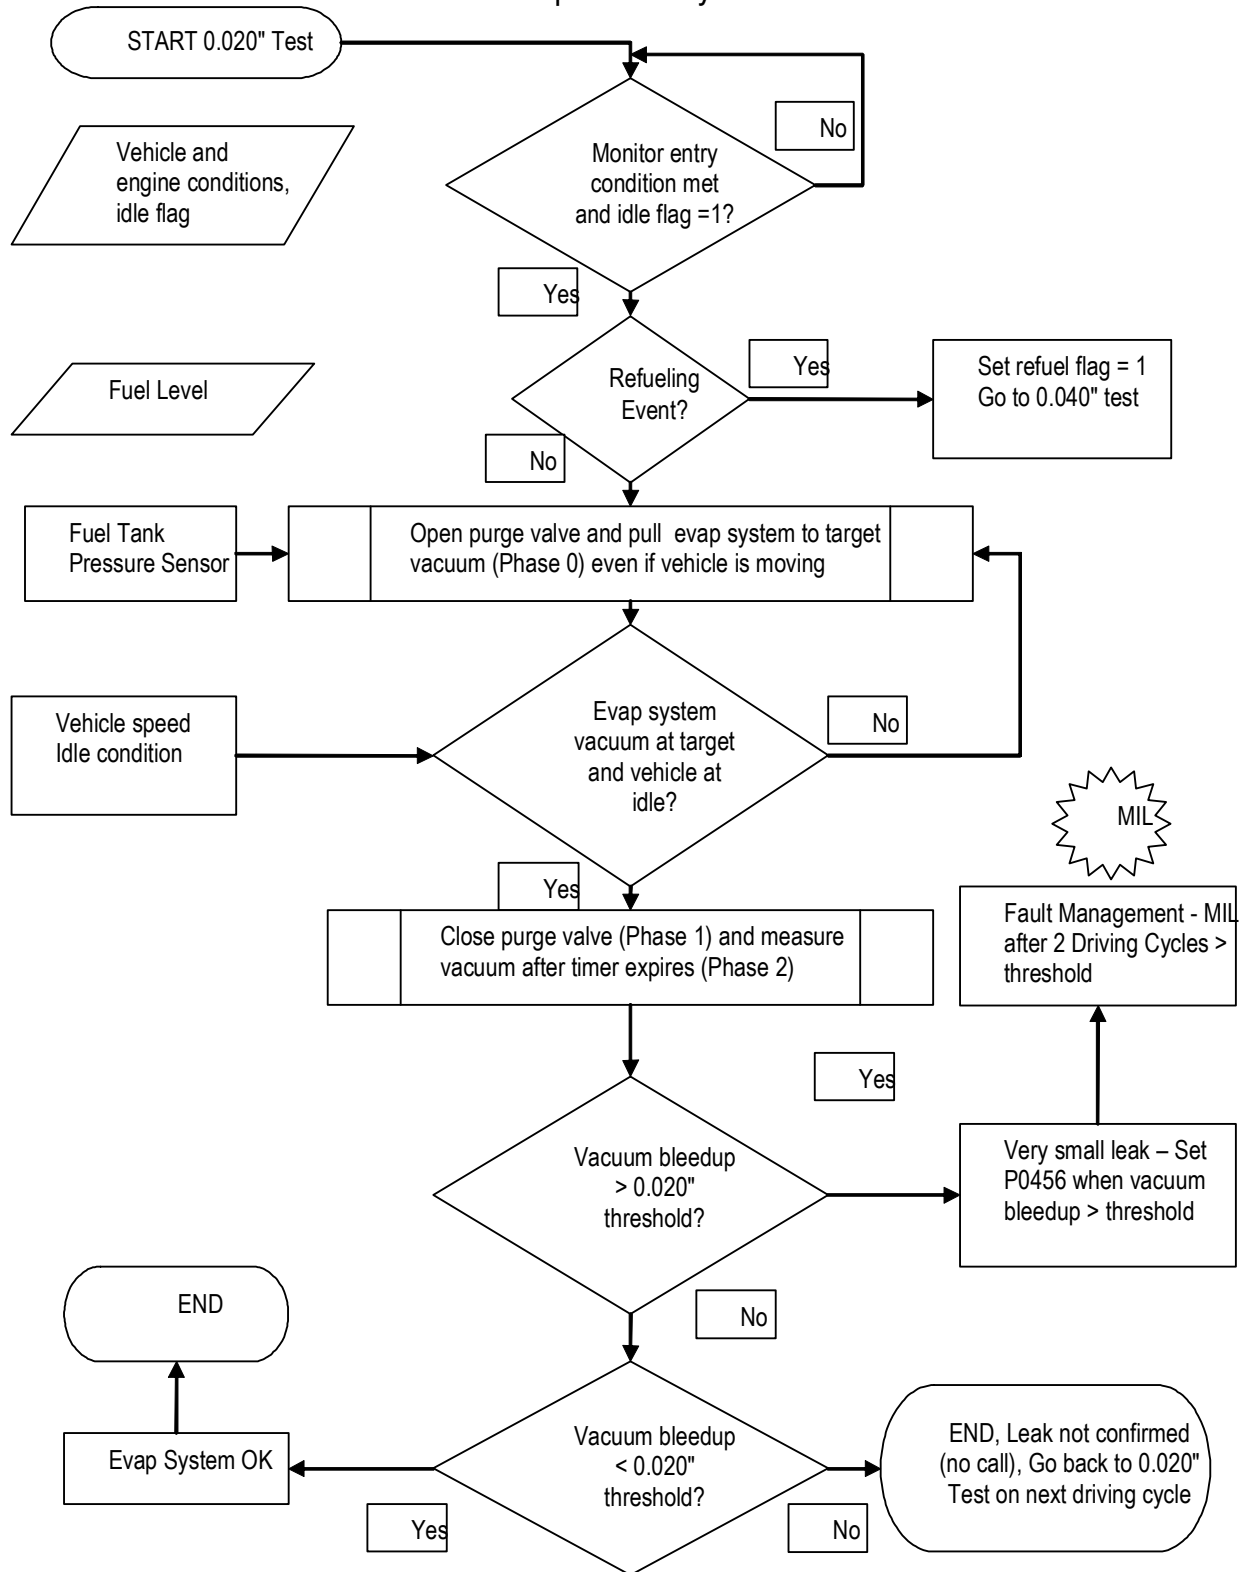 START 0.020" Test
No
Vehicle and
engine conditions,
idle flag
Monitor entry
condition met
and idle flag =1?
Yes
Fuel Level
Refueling
Event?
Yes
Set refuel flag = 1
Go to 0.040" test
No
Fuel Tank
Pressure Sensor
Open purge valve and pull evap system to target
vacuum (Phase 0) even if vehicle is moving
Vehicle speed
Idle condition
Evap system
vacuum at target
and vehicle at
idle?
No
MIL
Yes
Close purge valve (Phase 1) and measure
vacuum after timer expires (Phase 2)
Fault Management - MIL
after 2 Driving Cycles >
threshold
Yes
Vacuum bleedup
> 0.020"
threshold?
Very small leak – Set
P0456 when vacuum
bleedup > threshold
No
END
Evap System OK
Vacuum bleedup
< 0.020"
threshold?
END, Leak not confirmed
(no call), Go back to 0.020"
Test on next driving cycle
Yes
No